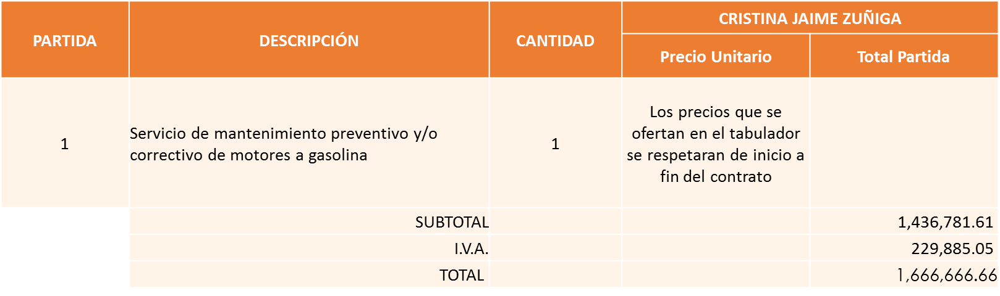 PARTIDA
DESCRIPCIÓN
CANTIDAD
CRISTINA JAIME ZUÑIGA
Precio Unitario
Total Partida
1
Servicio de mantenimiento preventivo y/o
correctivo de motores a gasolina
1
Los precios que se
ofertan en el tabulador
se respetaran de inicio a
fin del contrato
SUBTOTAL 1,436,781.61
I.V.A. 229,885.05
TOTAL 1,666,666.66